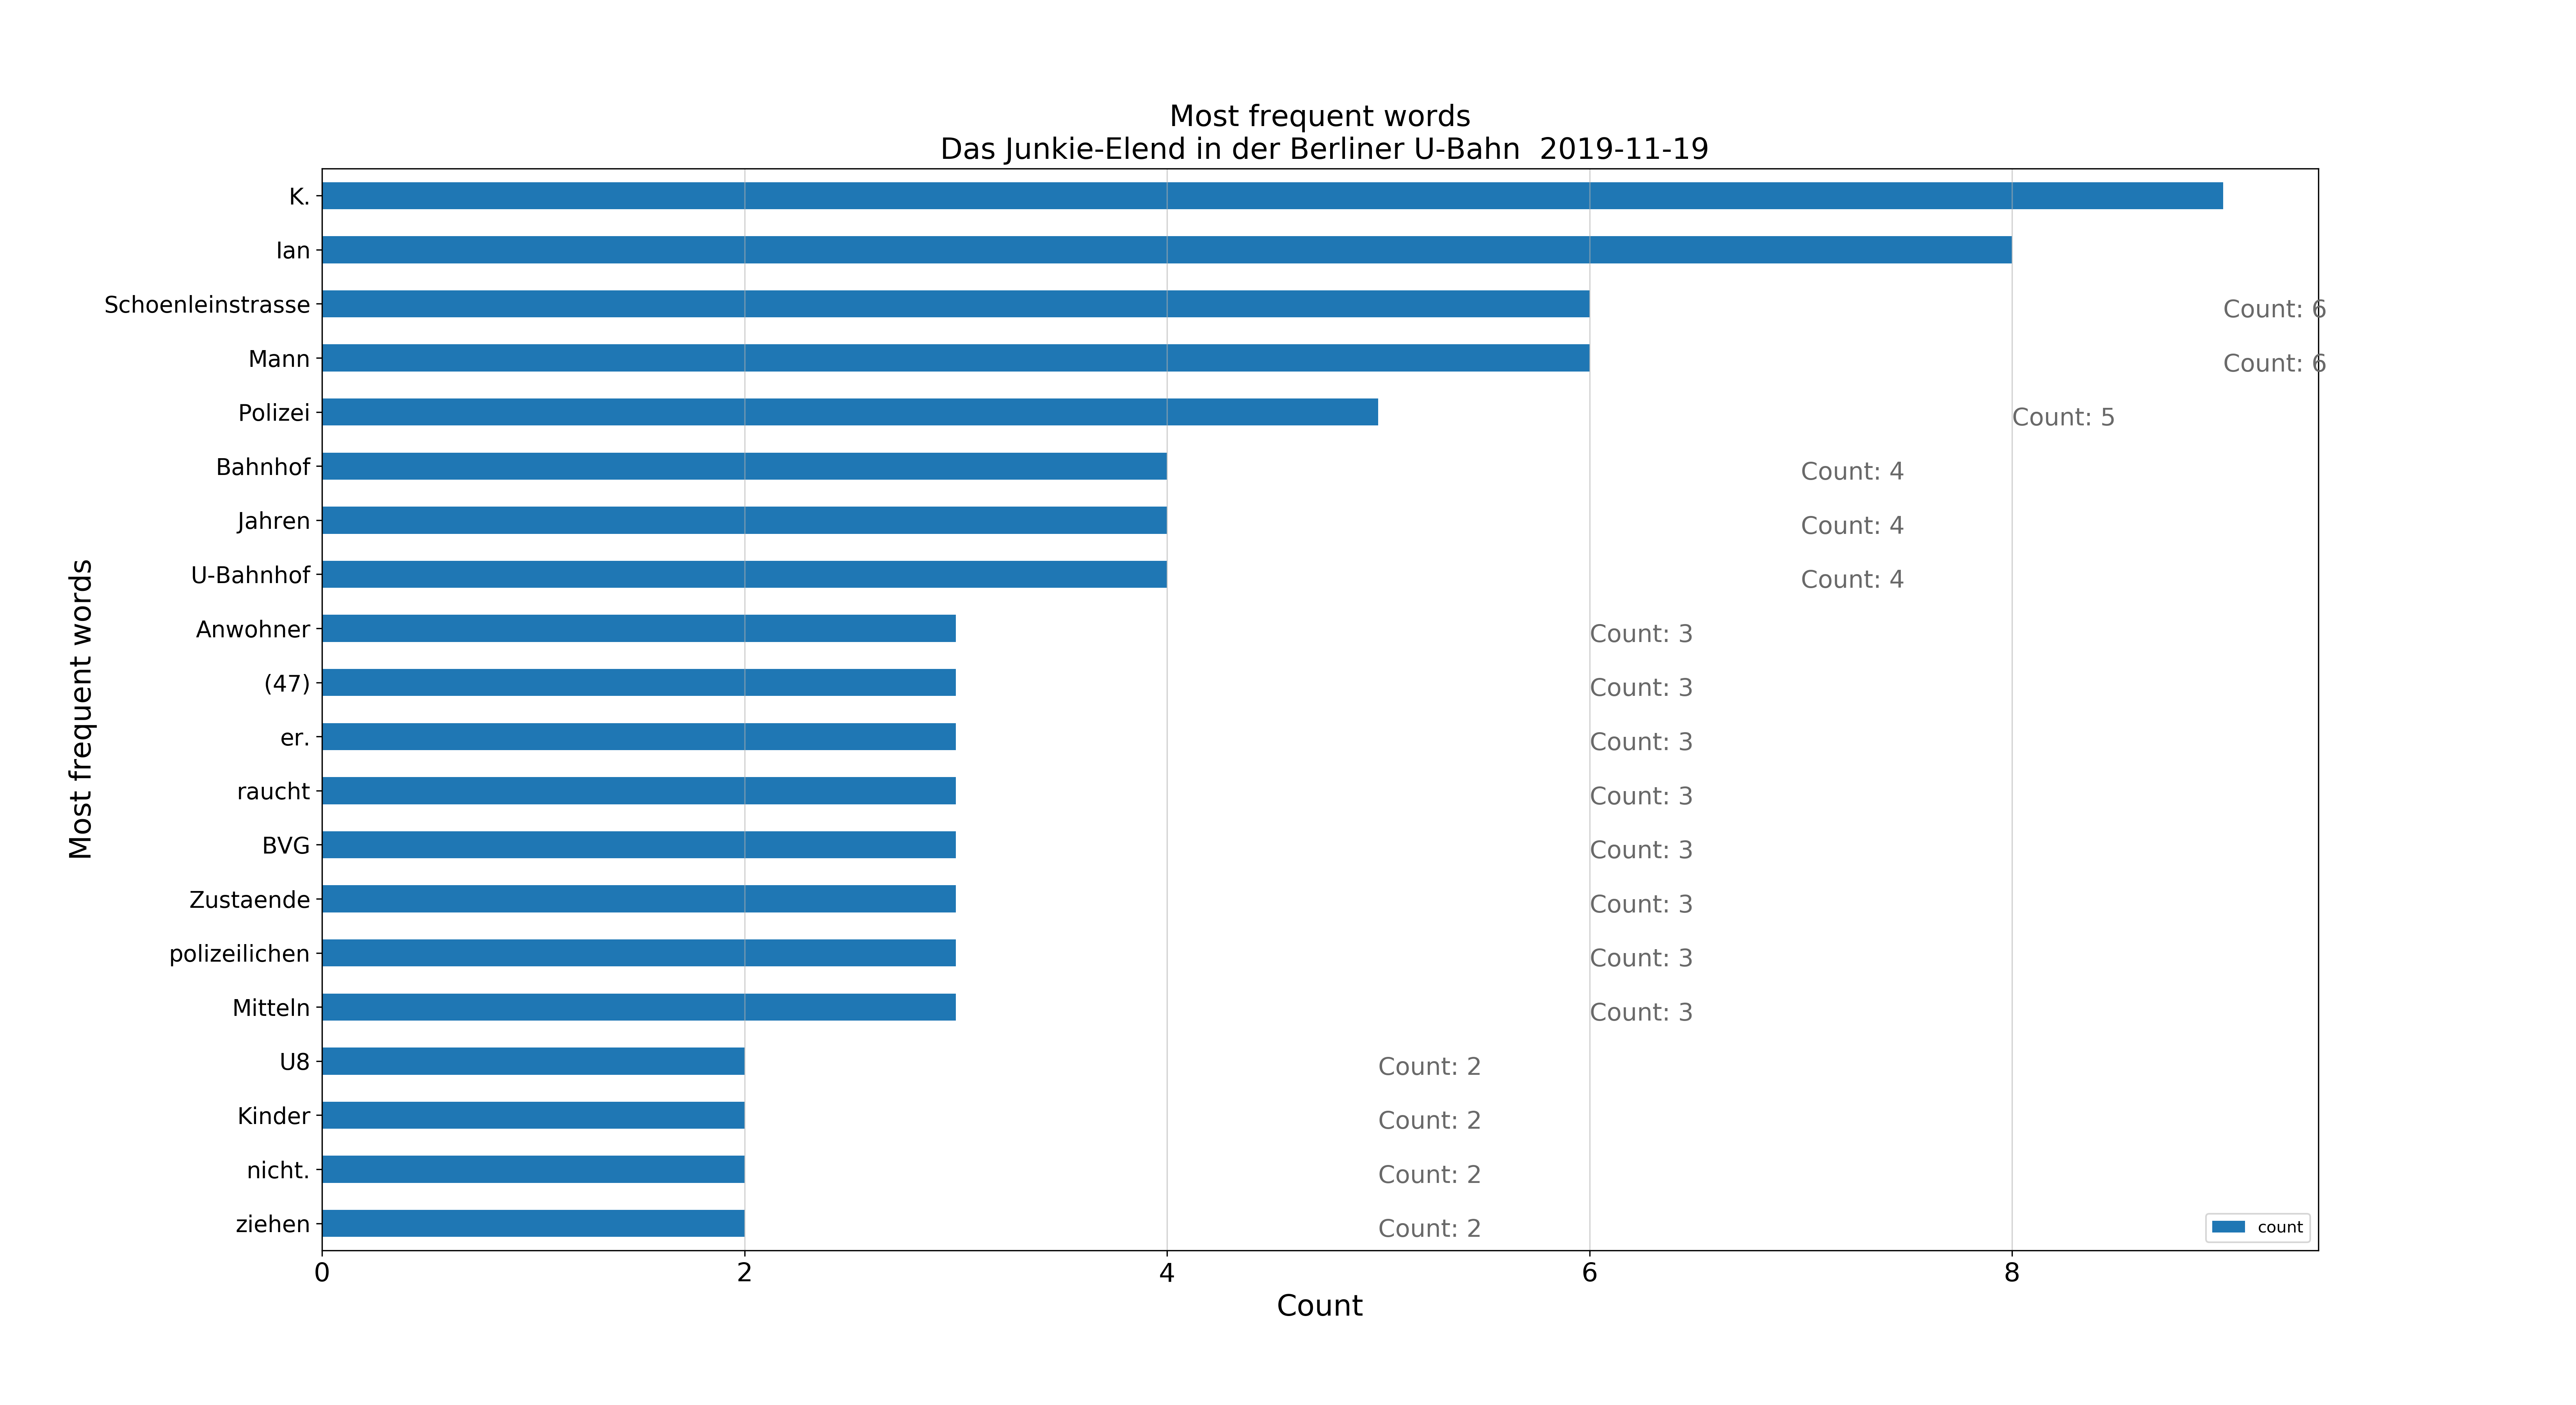 Most frequent words
Das Junkie-Elend in der Berliner U-Bahn  2019-11-19
K.
Ian
Schoenleinstrasse Count: 6
Mann Count: 6
Polizei Count: 5
Bahnhof Count: 4
Jahren Count: 4
U-Bahnhof Count: 4
Anwohner Count: 3
(47) Count: 3
er. Count: 3
raucht Count: 3
BVG Count: 3
Zustaende Count: 3
polizeilichen Count: 3
Mitteln Count: 3
U8 Count: 2
Kinder Count: 2
nicht. Count: 2
ziehen Count: 2
count
0 2 4 6 8
Count
Most frequent words